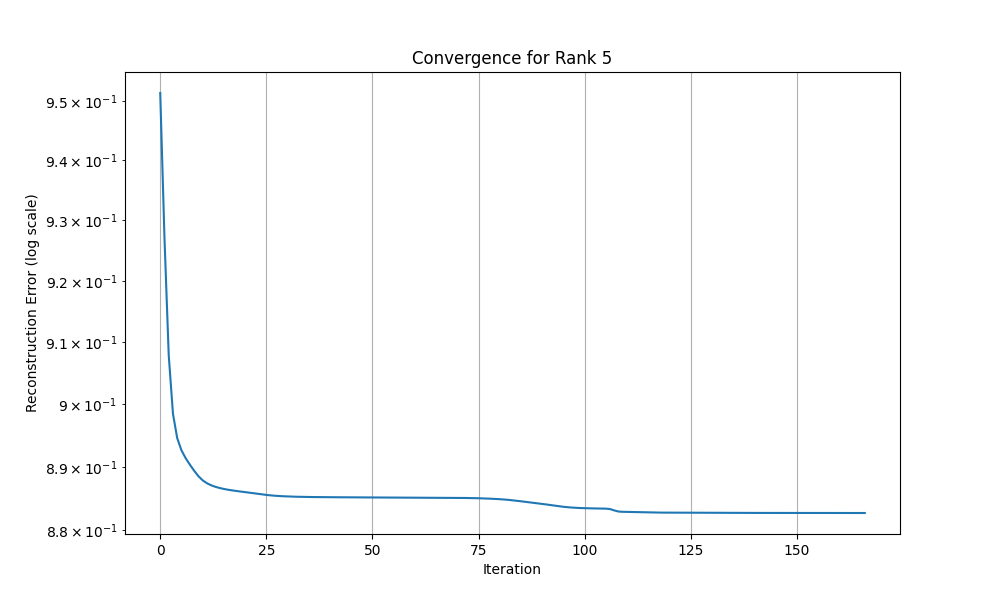 Convergence for Rank 5
Reconstruction Error (log scale)
9.5 × 10⁻¹
9.4 × 10⁻¹
9.3 × 10⁻¹
9.2 × 10⁻¹
9.1 × 10⁻¹
9 × 10⁻¹
8.9 × 10⁻¹
8.8 × 10⁻¹
0 25 50 75 100 125 150
Iteration